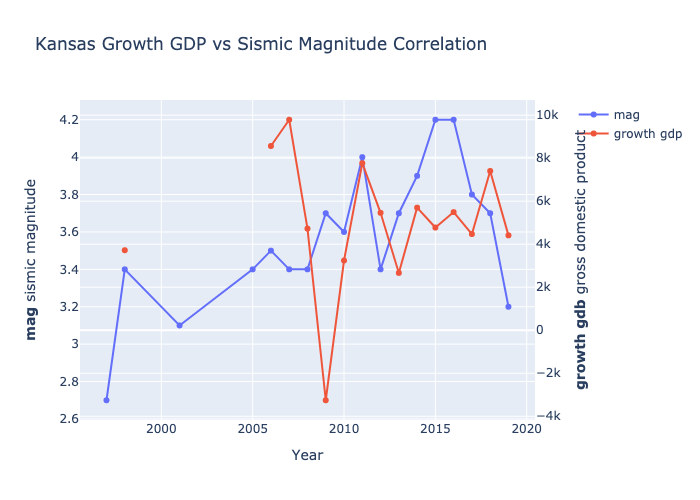 Kansas Growth GDP vs Sismic Magnitude Correlation
mag
growth gdp
4.2
4
3.8
3.6
3.4
3.2
3
2.8
2.6
mag sismic magnitude
10k
8k
6k
4k
2k
0
−2k
−4k
growth gdb gross domestic product
2000
2005
2010
2015
2020
Year